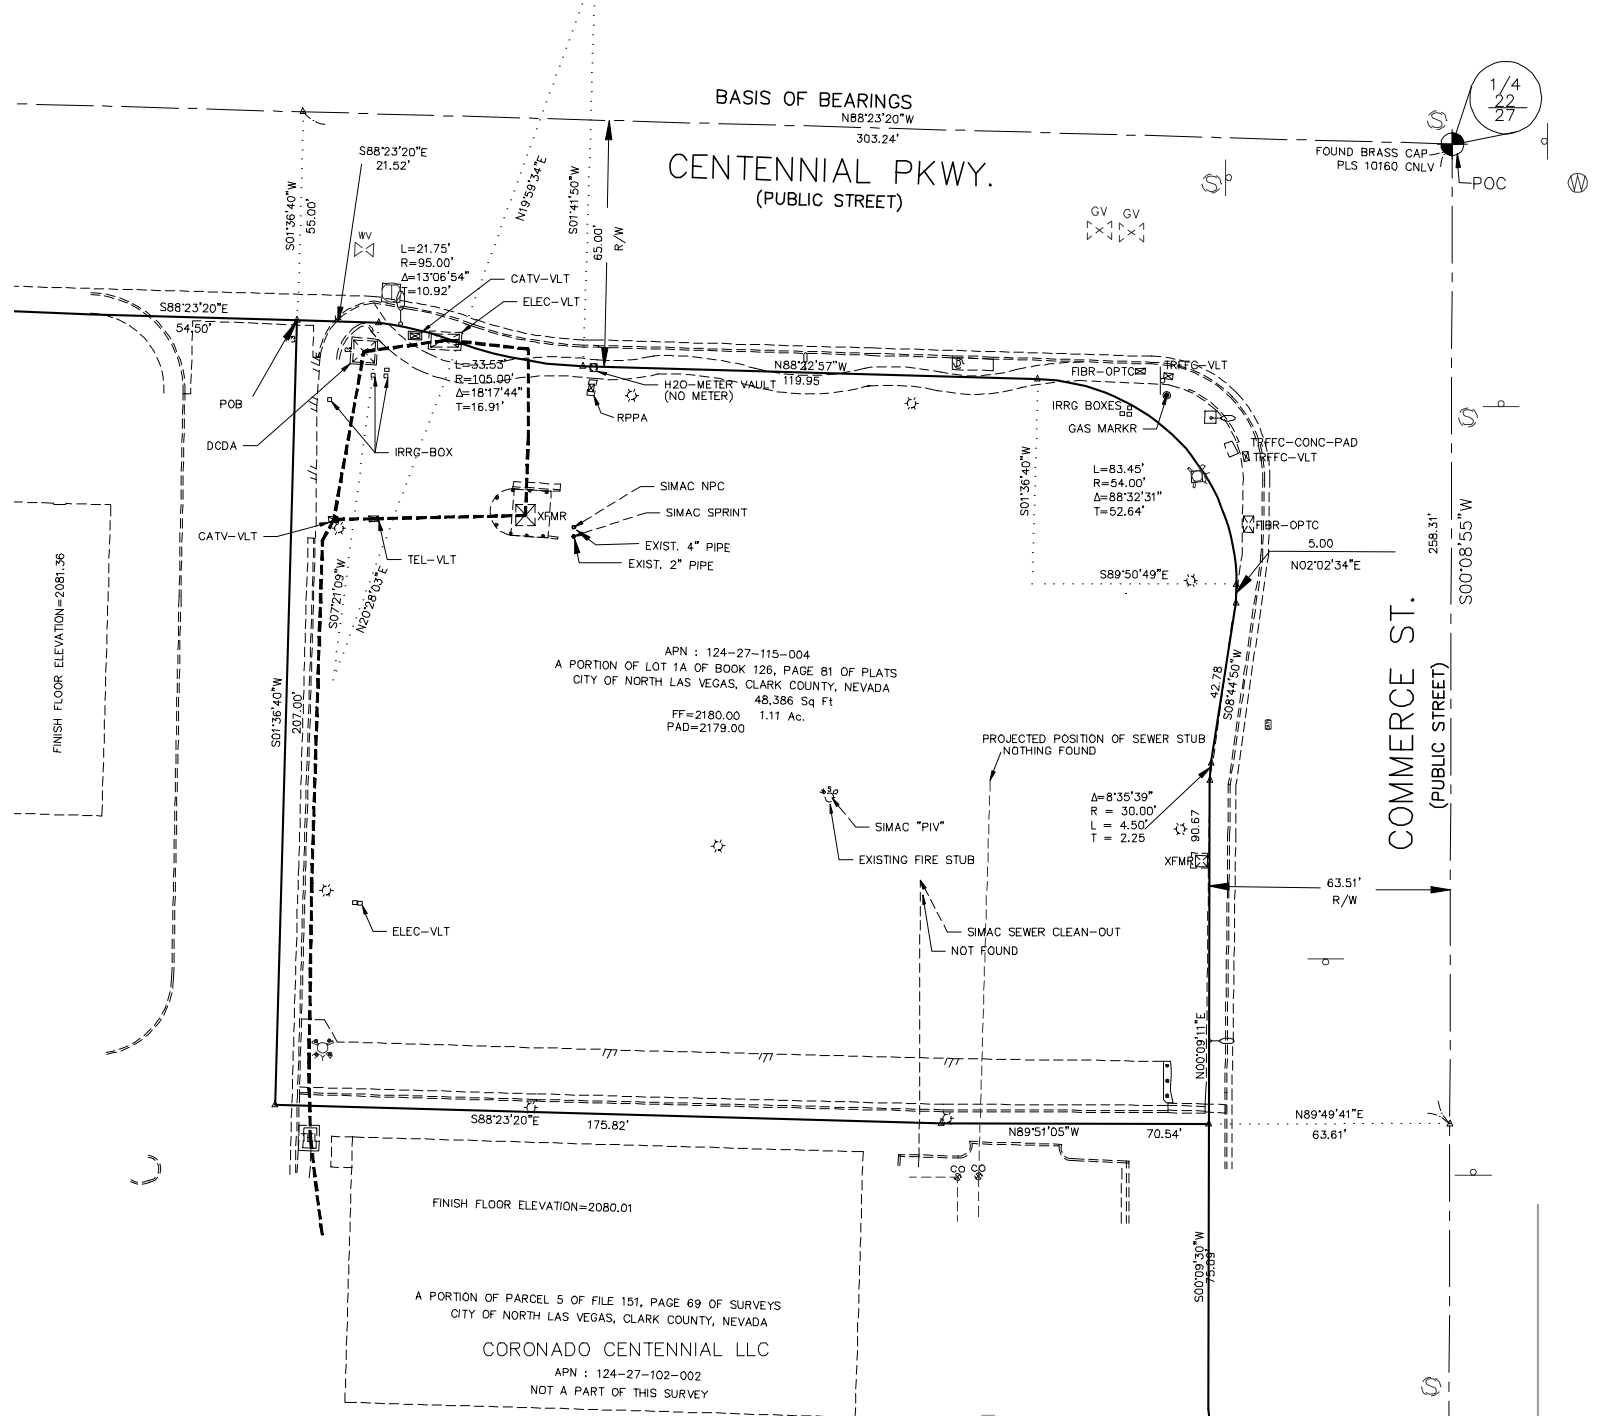 BASIS OF BEARINGS
N88°23'20"W
303.24'
CENTENNIAL PKWY.
(PUBLIC STREET)
1/4
22
27
S
FOUND BRASS CAP
PLS 10160 CNLV
POC
S
W
S88°23'20"E
21.52'
S01°36'40"W
55.00'
N19°59'34"E
S01°41'50"W
65.00'
R/W
GV
GV
WV
L=21.75'
R=95.00'
Δ=13°06'54"
T=10.92'
CATV-VLT
ELEC-VLT
S88°23'20"E
54.50'
L=33.53'
R=105.00'
Δ=18°17'44"
T=16.91'
N88°22'57"W
119.95
H2O-METER VAULT
(NO METER)
RPPA
FIBR-OPTC
TRFFC-VLT
IRRG BOXES
GAS MARKR
POB
DCDA
IRRG-BOX
TRFFC-CONC-PAD
TRFFC-VLT
S
S01°36'40"W
L=83.45'
R=54.00'
Δ=88°32'31"
T=52.64'
SIMAC NPC
SIMAC SPRINT
XFMR
EXIST. 4" PIPE
EXIST. 2" PIPE
CATV-VLT
TEL-VLT
FIBR-OPTC
5.00
N02°02'34"E
258.31'
S00°08'55"W
S89°50'49"E
FINISH FLOOR ELEVATION=2081.36
S07°21'09"W
N20°28'03"E
APN : 124-27-115-004
A PORTION OF LOT 1A OF BOOK 126, PAGE 81 OF PLATS
CITY OF NORTH LAS VEGAS, CLARK COUNTY, NEVADA
48,386 Sq Ft
FF=2180.00 1.11 Ac.
PAD=2179.00
S01°36'40"W
207.00'
42.78
S08°44'50"W
COMMERCE ST.
(PUBLIC STREET)
PROJECTED POSITION OF SEWER STUB
NOTHING FOUND
Δ=8°35'39"
R = 30.00'
L = 4.50'
T = 2.25
90.67
SIMAC "PIV"
EXISTING FIRE STUB
XFMR
63.51'
R/W
ELEC-VLT
SIMAC SEWER CLEAN-OUT
NOT FOUND
N00°09'11"E
S88°23'20"E
175.82'
N89°51'05"W
70.54'
N89°49'41"E
63.61'
CO
CO
FINISH FLOOR ELEVATION=2080.01
S00°09'30"W
75.09'
A PORTION OF PARCEL 5 OF FILE 151, PAGE 69 OF SURVEYS
CITY OF NORTH LAS VEGAS, CLARK COUNTY, NEVADA
CORONADO CENTENNIAL LLC
APN : 124-27-102-002
NOT A PART OF THIS SURVEY
S